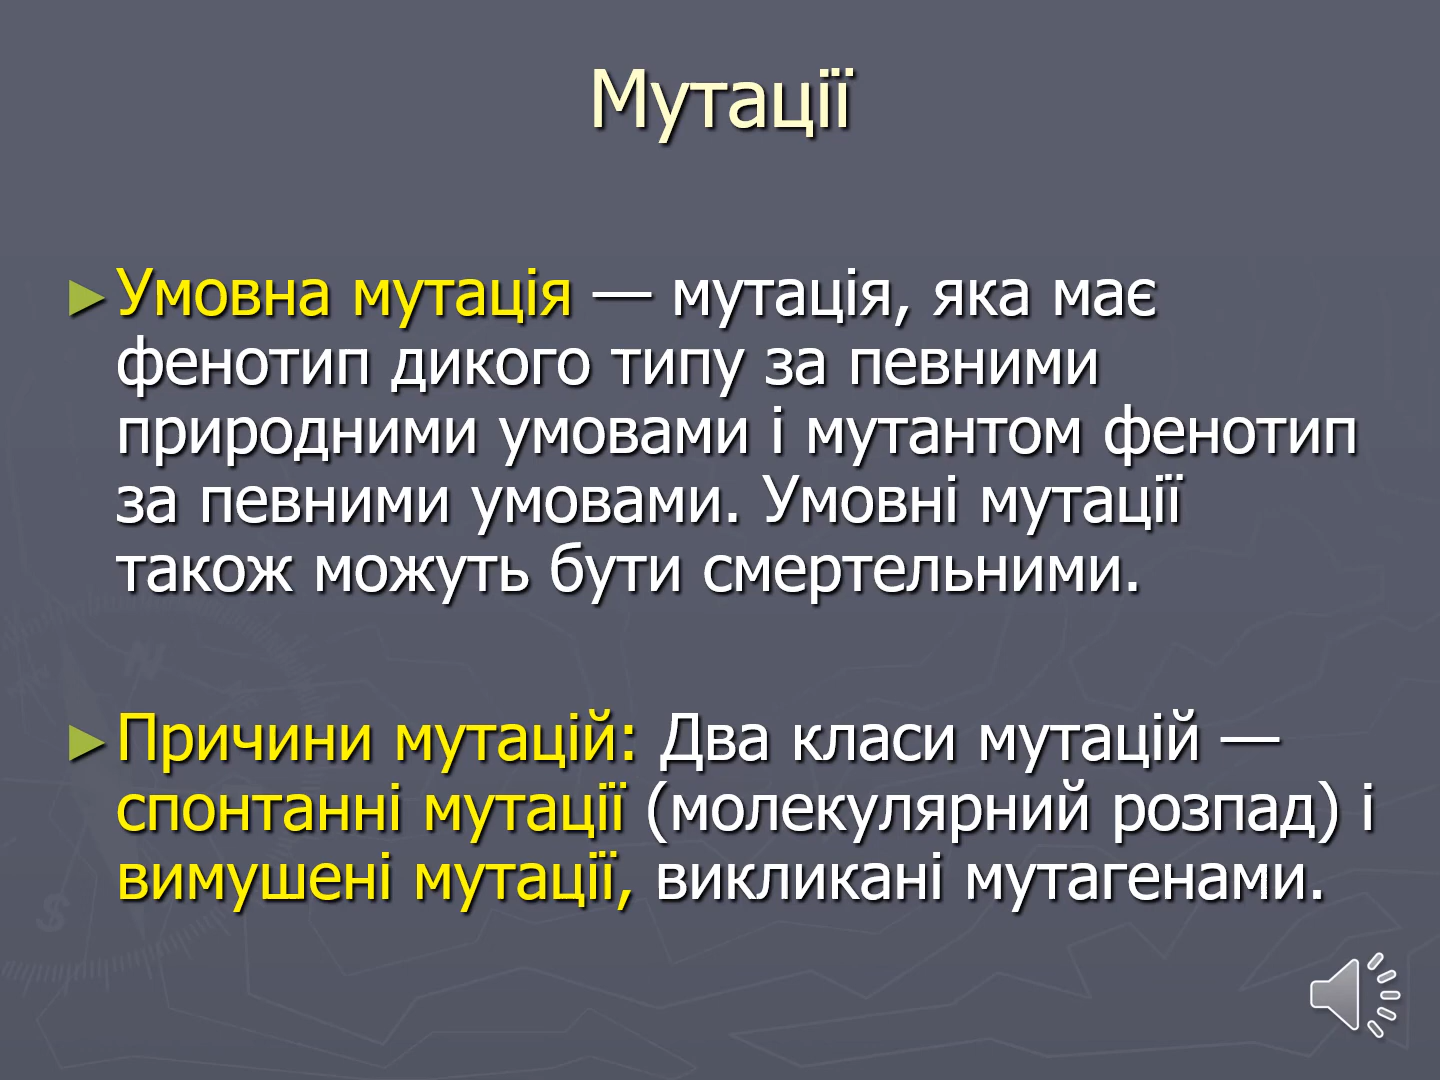 Мутації
►Умовна мутація — мутація, яка має
фенотип дикого типу за певними
природними умовами і мутантом фенотип
за певними умовами. Умовні мутації
також можуть бути смертельними.
►Причини мутацій: Два класи мутацій —
спонтанні мутації (молекулярний розпад) і
вимушені мутації, викликані мутагенами.
N
S